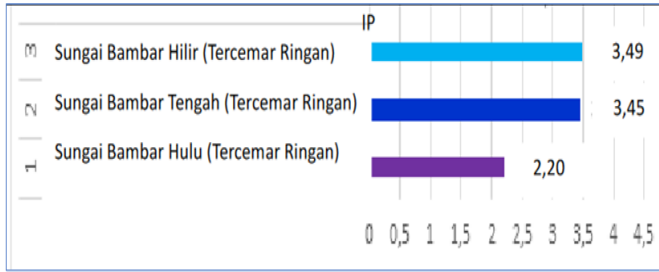 IP
3 Sungai Bambar Hilir (Tercemar Ringan) 3,49
2 Sungai Bambar Tengah (Tercemar Ringan) 3,45
1 Sungai Bambar Hulu (Tercemar Ringan) 2,20
0 0,5 1 1,5 2 2,5 3 3,5 4 4,5